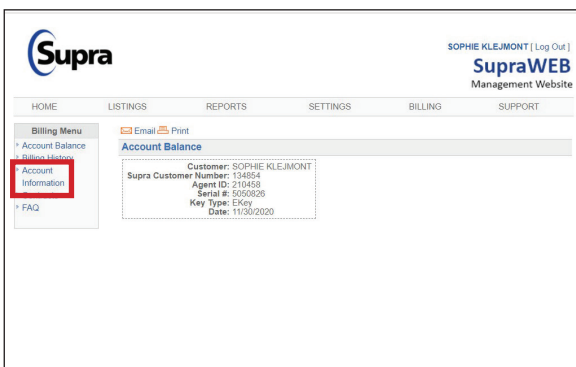 Supra
SOPHIE KLEJMONT [ Log Out ]
SupraWEB
Management Website
HOME LISTINGS REPORTS SETTINGS BILLING SUPPORT
Billing Menu
Account Balance
Billing History
Account
Information
FAQ
Email Print
Account Balance
Customer: SOPHIE KLEJMONT
Supra Customer Number: 134854
Agent ID: 210458
Serial #: 5050826
Key Type: EKey
Date: 11/30/2020